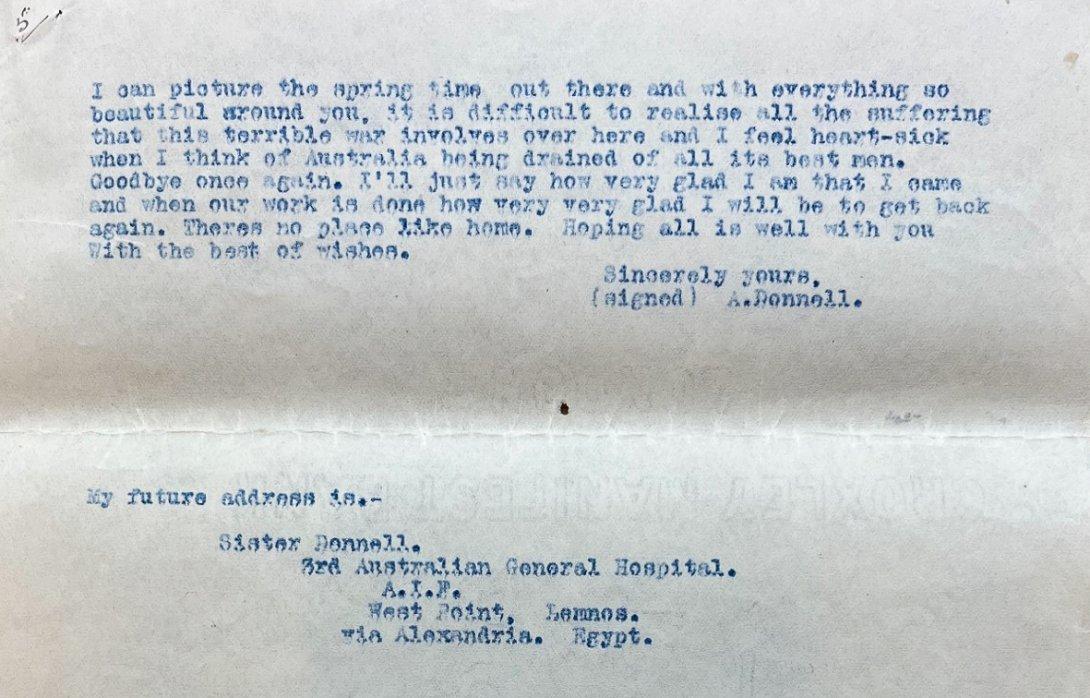 5
I can picture the spring time out there and with everything so
beautiful around you, it is difficult to realise all the suffering
that this terrible war involves over here and I feel heart-sick
when I think of Australia being drained of all its best men.
Goodbye once again. I'll just say how very glad I am that I came
and when our work is done how very very glad I will be to get back
again. Theres no place like home. Hoping all is well with you
With the best of wishes.
Sincerely yours,
(signed) A.Donnell.
My future address is.-
Sister Donnell.
3rd Australian General Hospital.
A.I.F.
West Point, Lemnos.
via Alexandria. Egypt.